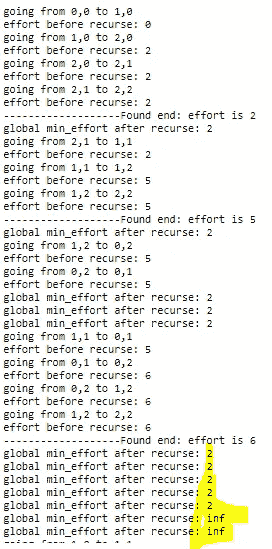 going from 0,0 to 1,0
effort before recurse: 0
going from 1,0 to 2,0
effort before recurse: 2
going from 2,0 to 2,1
effort before recurse: 2
going from 2,1 to 2,2
effort before recurse: 2
-------------------Found end: effort is 2
global min_effort after recurse: 2
going from 2,1 to 1,1
effort before recurse: 2
going from 1,1 to 1,2
effort before recurse: 5
going from 1,2 to 2,2
effort before recurse: 5
-------------------Found end: effort is 5
global min_effort after recurse: 2
going from 1,2 to 0,2
effort before recurse: 5
going from 0,2 to 0,1
effort before recurse: 5
global min_effort after recurse: 2
global min_effort after recurse: 2
global min_effort after recurse: 2
going from 1,1 to 0,1
effort before recurse: 5
going from 0,1 to 0,2
effort before recurse: 6
going from 0,2 to 1,2
effort before recurse: 6
going from 1,2 to 2,2
effort before recurse: 6
-------------------Found end: effort is 6
global min_effort after recurse: 2
global min_effort after recurse: 2
global min_effort after recurse: 2
global min_effort after recurse: 2
global min_effort after recurse: 2
global min_effort after recurse: inf
global min_effort after recurse: inf